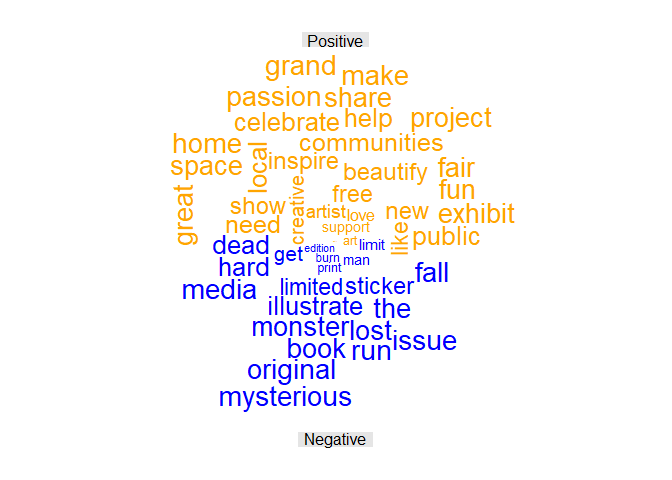 Positive
grand
make
passion share
celebrate help project
home communities
space local inspire beautify fair
great creative free fun
show artist love new exhibit
need support like public
dead edition art limit
hard get burn man fall
print
media limited sticker
illustrate the
monster lost issue
book run
original
mysterious
Negative